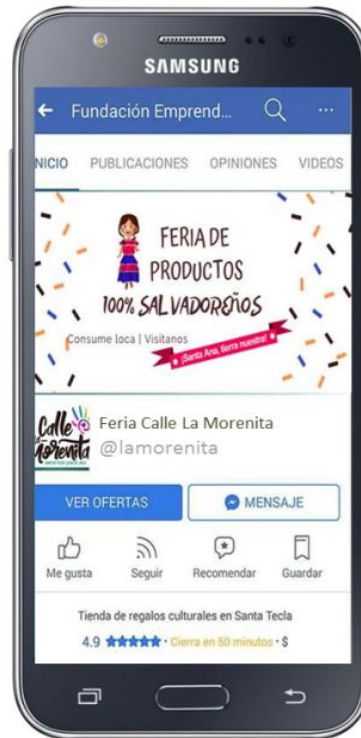 SAMSUNG
Fundación Emprend...
NICIO PUBLICACIONES OPINIONES VIDEOS
FERIA DE
PRODUCTOS
100% SALVADOREÑOS
Consume loca | Visitanos
¡Santa Ana, tierra nuestra!
Calle
La
Morenita
Feria Calle La Morenita
@lamorenita
VER OFERTAS
MENSAJE
Me gusta Seguir Recomendar Guardar
Tienda de regalos culturales en Santa Tecla
4.9 ★★★★★ · Cierra en 50 minutos · $